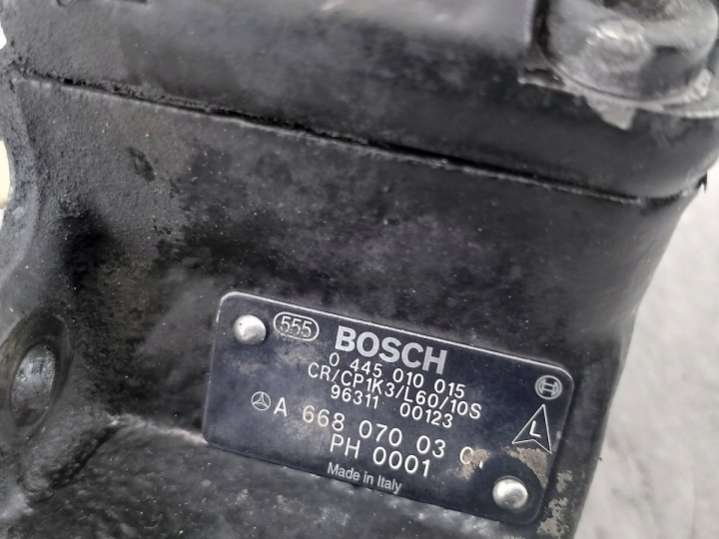 555 BOSCH
0 445 010 015
CR/CP1K3/L60/10S
96311 00123
A 668 070 03
L
PH 0001
Made in Italy